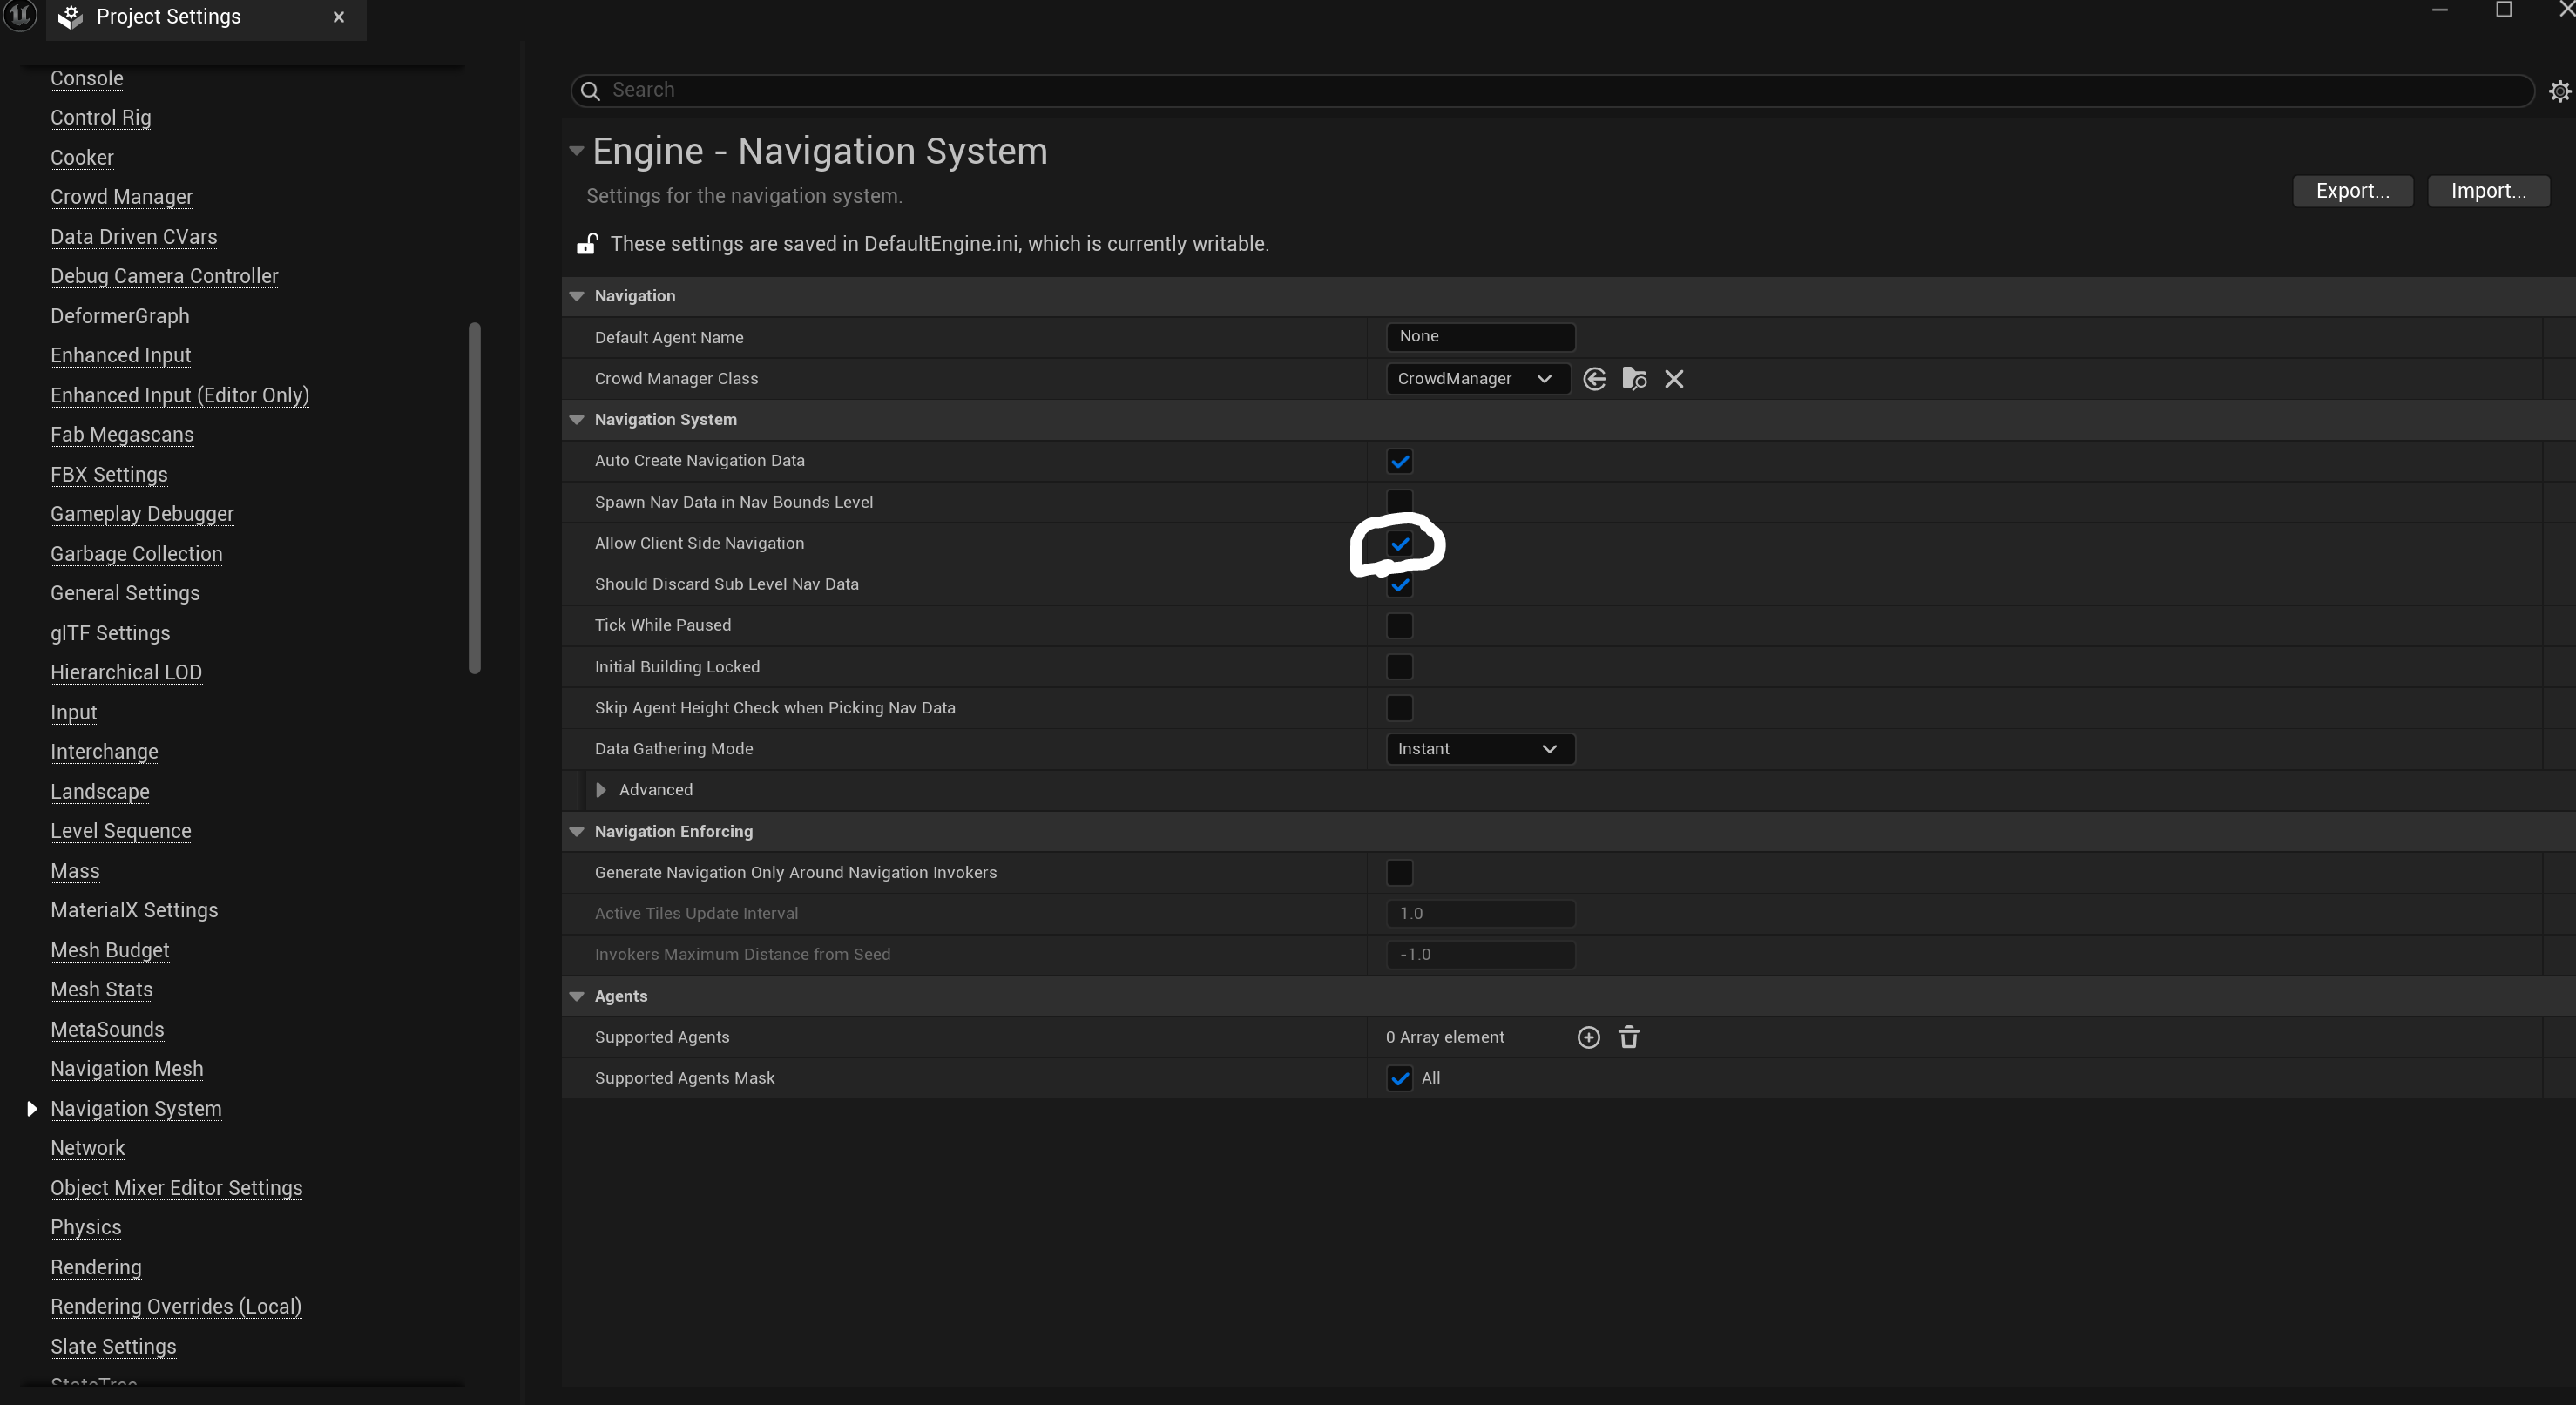 Project Settings
Console
Control Rig
Cooker
Crowd Manager
Data Driven CVars
Debug Camera Controller
DeformerGraph
Enhanced Input
Enhanced Input (Editor Only)
Fab Megascans
FBX Settings
Gameplay Debugger
Garbage Collection
General Settings
glTF Settings
Hierarchical LOD
Input
Interchange
Landscape
Level Sequence
Mass
MaterialX Settings
Mesh Budget
Mesh Stats
MetaSounds
Navigation Mesh
Navigation System
Network
Object Mixer Editor Settings
Physics
Rendering
Rendering Overrides (Local)
Slate Settings
StateTree
Search
Engine - Navigation System
Settings for the navigation system.
Export...
Import...
These settings are saved in DefaultEngine.ini, which is currently writable.
Navigation
Default Agent Name
None
Crowd Manager Class
CrowdManager
Navigation System
Auto Create Navigation Data
Spawn Nav Data in Nav Bounds Level
Allow Client Side Navigation
Should Discard Sub Level Nav Data
Tick While Paused
Initial Building Locked
Skip Agent Height Check when Picking Nav Data
Data Gathering Mode
Instant
Advanced
Navigation Enforcing
Generate Navigation Only Around Navigation Invokers
Active Tiles Update Interval
1.0
Invokers Maximum Distance from Seed
-1.0
Agents
Supported Agents
0 Array element
Supported Agents Mask
All